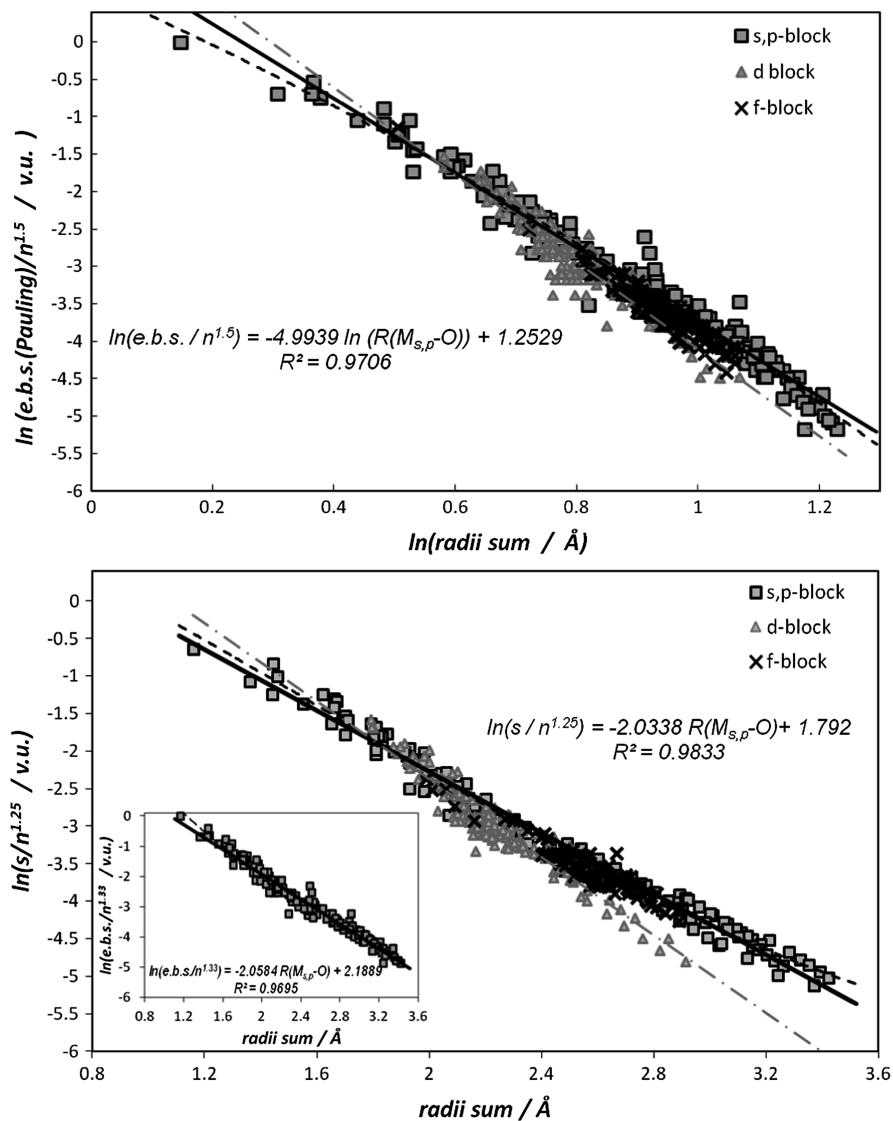 0
-0.5
-1
-1.5
-2
-2.5
-3
-3.5
-4
-4.5
-5
-5.5
-6
ln (e.b.s.(Pauling)/n^1.5 / v.u. )
s,p-block
d block
f-block
ln(e.b.s. / n^1.5) = -4.9939 ln (R(M_s,p-O)) + 1.2529
R² = 0.9706
0 0.2 0.4 0.6 0.8 1 1.2
ln(radii sum / Å)
0
-0.5
-1
-1.5
-2
-2.5
-3
-3.5
-4
-4.5
-5
-5.5
-6
ln(s/n^1.25 / v.u.)
s,p-block
d-block
f-block
ln(s / n^1.25) = -2.0338 R(M_s,p-O)+ 1.792
R² = 0.9833
0
-1
-2
-3
-4
-5
-6
ln(e.b.s./n^1.33 / v.u.)
ln(e.b.s./n^1.33) = -2.0584 R(M_s,p-O) + 2.1889
R² = 0.9695
0.8 1.2 1.6 2 2.4 2.8 3.2 3.6
radii sum / Å
0.8 1.2 1.6 2 2.4 2.8 3.2 3.6
radii sum / Å